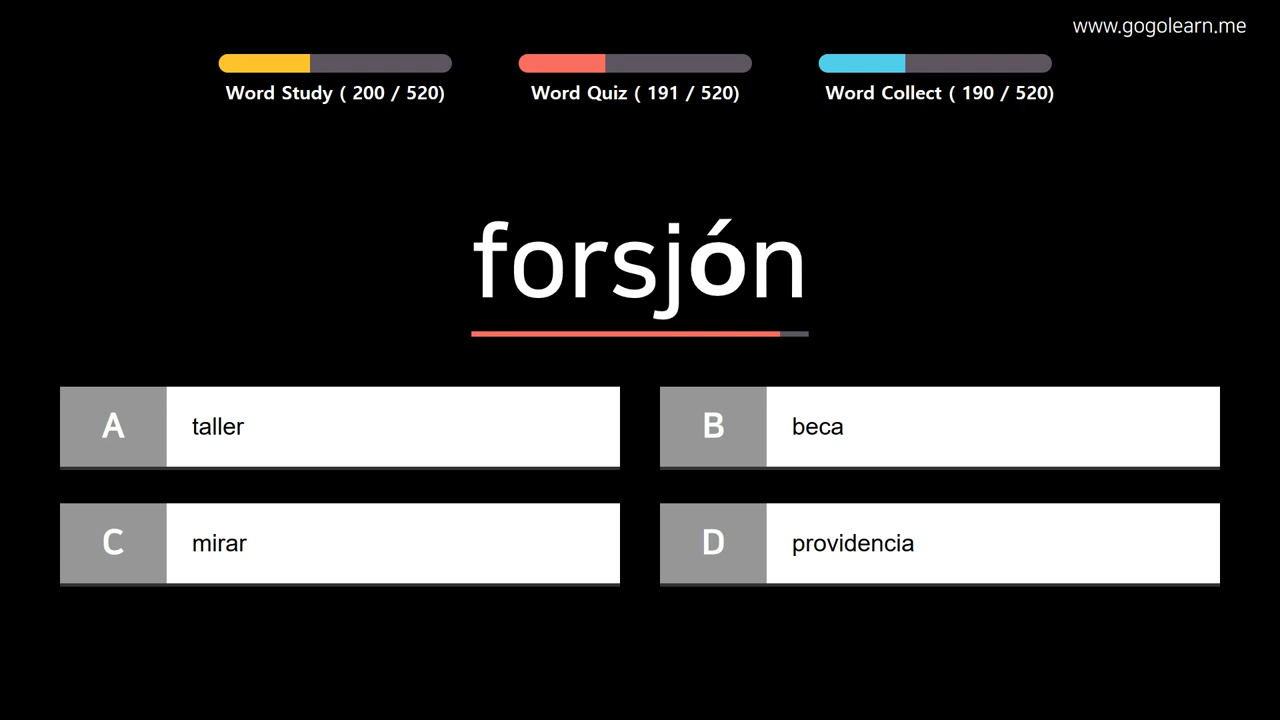 www.gogolearn.me
Word Study ( 200 / 520)
Word Quiz ( 191 / 520)
Word Collect ( 190 / 520)
forsjón
A taller
B beca
C mirar
D providencia